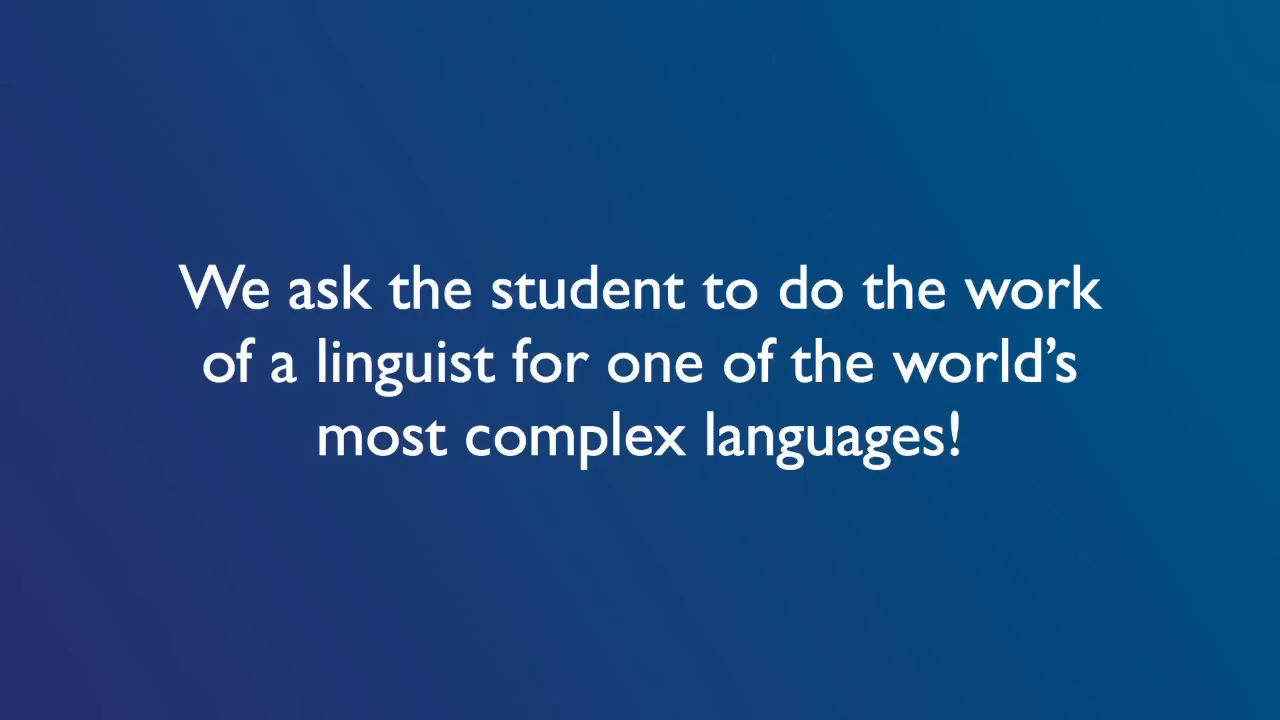 We ask the student to do the work
of a linguist for one of the world’s
most complex languages!